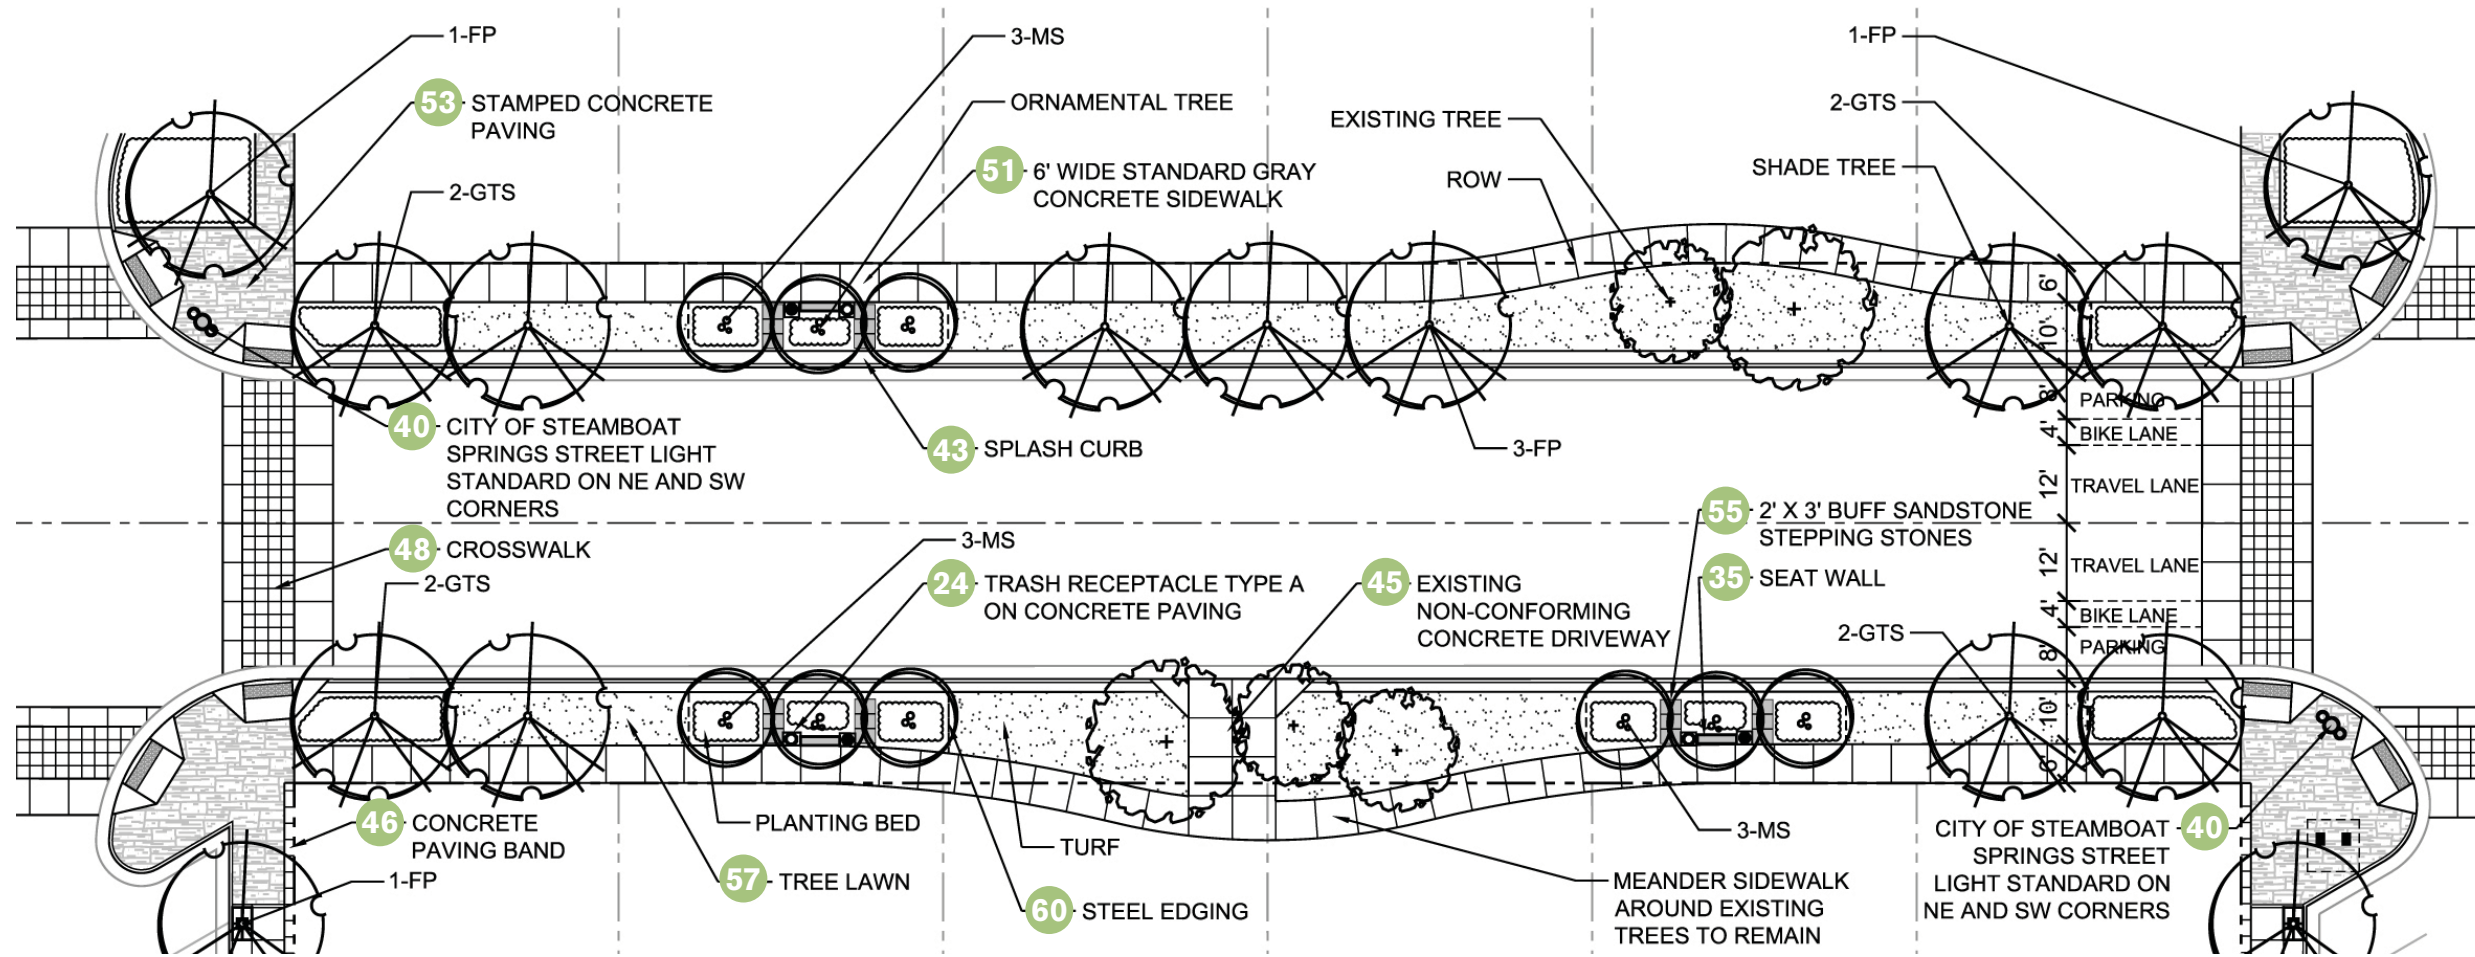 1-FP
3-MS
1-FP
53 STAMPED CONCRETE
PAVING
ORNAMENTAL TREE
2-GTS
EXISTING TREE
51 6' WIDE STANDARD GRAY
CONCRETE SIDEWALK
SHADE TREE
ROW
2-GTS
6'
10'
8'
PARKING
4'
BIKE LANE
40 CITY OF STEAMBOAT
SPRINGS STREET LIGHT
STANDARD ON NE AND SW
CORNERS
43 SPLASH CURB
3-FP
12'
TRAVEL LANE
55 2' X 3' BUFF SANDSTONE
STEPPING STONES
48 CROSSWALK
3-MS
2-GTS
24 TRASH RECEPTACLE TYPE A
ON CONCRETE PAVING
45 EXISTING
NON-CONFORMING
CONCRETE DRIVEWAY
35 SEAT WALL
12'
TRAVEL LANE
4'
BIKE LANE
2-GTS
8'
PARKING
10'
6'
46 CONCRETE
PAVING BAND
PLANTING BED
TURF
3-MS
40 CITY OF STEAMBOAT
SPRINGS STREET
LIGHT STANDARD ON
NE AND SW CORNERS
1-FP
57 TREE LAWN
60 STEEL EDGING
MEANDER SIDEWALK
AROUND EXISTING
TREES TO REMAIN